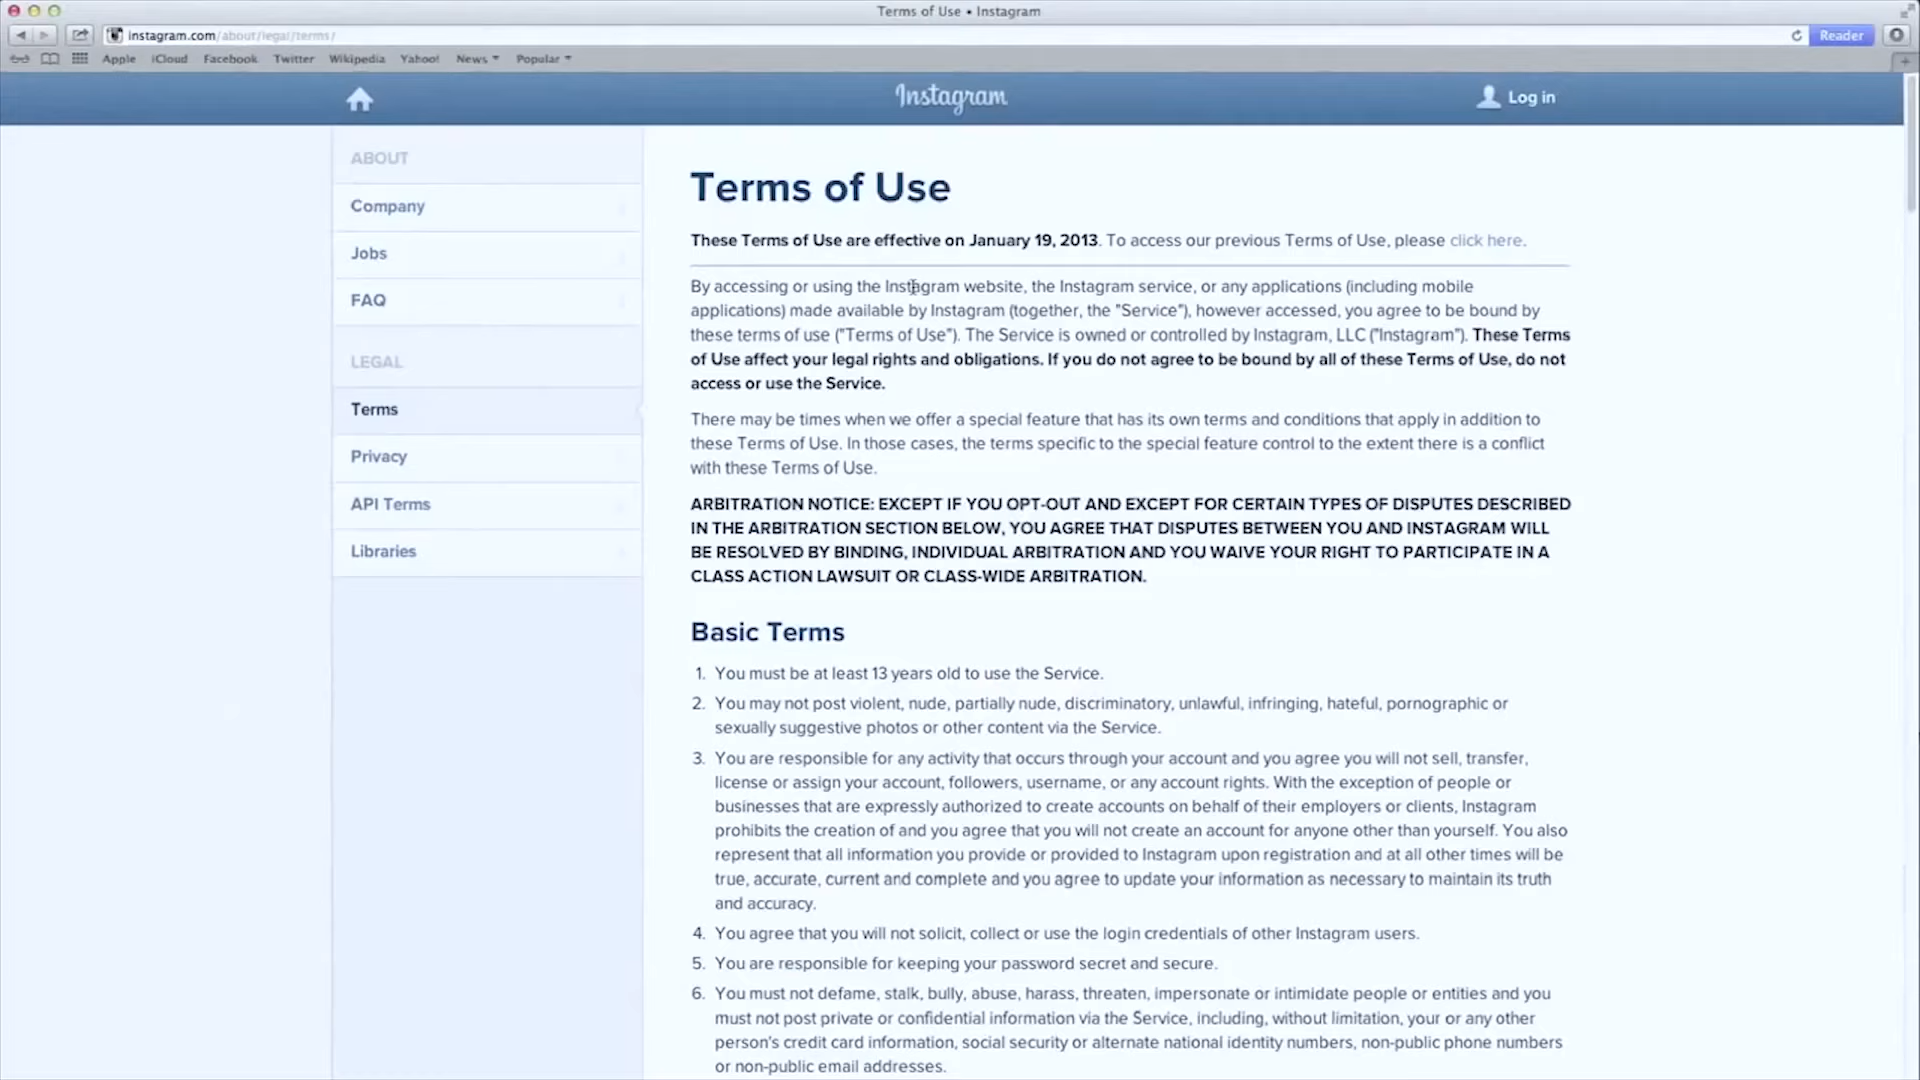 Terms of Use • Instagram
instagram.com/about/legal/terms/
Reader
Apple iCloud Facebook Twitter Wikipedia Yahoo! News Popular
Instagram
Log in
ABOUT
Company
Jobs
FAQ
LEGAL
Terms
Privacy
API Terms
Libraries
Terms of Use
These Terms of Use are effective on January 19, 2013. To access our previous Terms of Use, please click here.
By accessing or using the Instagram website, the Instagram service, or any applications (including mobile
applications) made available by Instagram (together, the "Service"), however accessed, you agree to be bound by
these terms of use ("Terms of Use"). The Service is owned or controlled by Instagram, LLC ("Instagram"). These Terms
of Use affect your legal rights and obligations. If you do not agree to be bound by all of these Terms of Use, do not
access or use the Service.
There may be times when we offer a special feature that has its own terms and conditions that apply in addition to
these Terms of Use. In those cases, the terms specific to the special feature control to the extent there is a conflict
with these Terms of Use.
ARBITRATION NOTICE: EXCEPT IF YOU OPT-OUT AND EXCEPT FOR CERTAIN TYPES OF DISPUTES DESCRIBED
IN THE ARBITRATION SECTION BELOW, YOU AGREE THAT DISPUTES BETWEEN YOU AND INSTAGRAM WILL
BE RESOLVED BY BINDING, INDIVIDUAL ARBITRATION AND YOU WAIVE YOUR RIGHT TO PARTICIPATE IN A
CLASS ACTION LAWSUIT OR CLASS-WIDE ARBITRATION.
Basic Terms
1. You must be at least 13 years old to use the Service.
2. You may not post violent, nude, partially nude, discriminatory, unlawful, infringing, hateful, pornographic or
sexually suggestive photos or other content via the Service.
3. You are responsible for any activity that occurs through your account and you agree you will not sell, transfer,
license or assign your account, followers, username, or any account rights. With the exception of people or
businesses that are expressly authorized to create accounts on behalf of their employers or clients, Instagram
prohibits the creation of and you agree that you will not create an account for anyone other than yourself. You also
represent that all information you provide or provided to Instagram upon registration and at all other times will be
true, accurate, current and complete and you agree to update your information as necessary to maintain its truth
and accuracy.
4. You agree that you will not solicit, collect or use the login credentials of other Instagram users.
5. You are responsible for keeping your password secret and secure.
6. You must not defame, stalk, bully, abuse, harass, threaten, impersonate or intimidate people or entities and you
must not post private or confidential information via the Service, including, without limitation, your or any other
person's credit card information, social security or alternate national identity numbers, non-public phone numbers
or non-public email addresses.